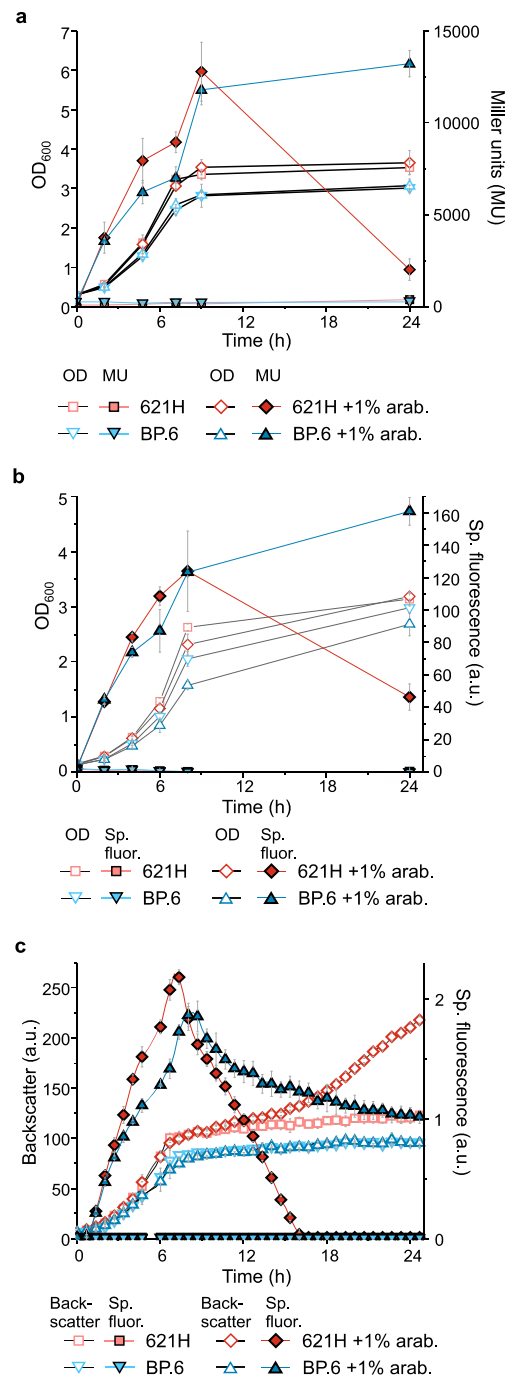 a
7
6
5
4
3
2
1
0
OD600
15000
10000
5000
0
Miller units (MU)
0 6 12 18 24
Time (h)
OD MU OD MU
621H 621H +1% arab.
BP.6 BP.6 +1% arab.
b
5
4
3
2
1
0
OD600
160
140
120
100
80
60
40
20
0
Sp. fluorescence (a.u.)
0 6 12 18 24
Time (h)
OD Sp. fluor. OD Sp. fluor.
621H 621H +1% arab.
BP.6 BP.6 +1% arab.
c
250
200
150
100
50
0
Backscatter (a.u.)
2
1
0
Sp. fluorescence (a.u.)
0 6 12 18 24
Time (h)
Back- Sp. Back- Sp.
scatter fluor. scatter fluor.
621H 621H +1% arab.
BP.6 BP.6 +1% arab.